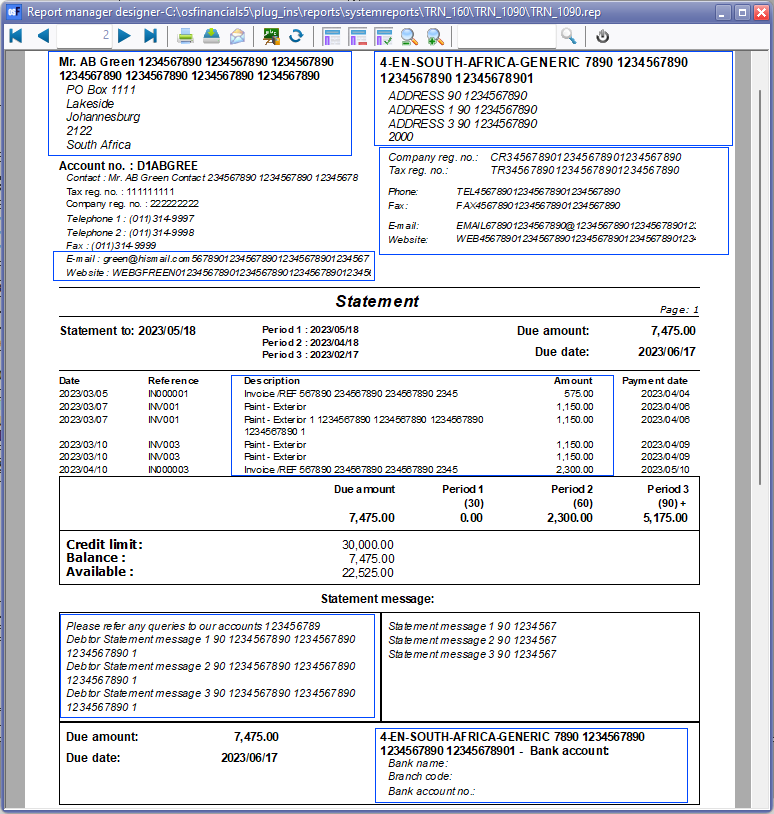 Report manager designer-C:\osfinancials5\plug_ins\reports\systemreports\TRN_160\TRN_1090\TRN_1090.rep
2
Mr. AB Green 1234567890 1234567890 1234567890
1234567890 1234567890 1234567890 1234567890
PO Box 1111
Lakeside
Johannesburg
2122
South Africa
4-EN-SOUTH-AFRICA-GENERIC 7890 1234567890
1234567890 12345678901
ADDRESS 90 1234567890
ADDRESS 1 90 1234567890
ADDRESS 3 90 1234567890
2000
Account no. : D1ABGREE
Contact : Mr. AB Green Contact 234567890 1234567890 12345678
Tax reg. no. : 111111111
Company reg. no. : 222222222
Telephone 1 : (011)314-9997
Telephone 2 : (011)314-9998
Fax : (011)314-9999
E-mail : green@hismail.com567890123456789012345678901234567
Website : WEBGFREEN01234567890123456789012345678901234
Company reg. no.: CR3456789012345678901234567890
Tax reg. no.: TR3456789012345678901234567890
Phone: TEL456789012345678901234567890
Fax: FAX456789012345678901234567890
E-mail: EMAIL678901234567890@1234567890123456789012:
Website: WEB45678901234567890123456789012345678901234
Statement
Page: 1
Statement to: 2023/05/18
Period 1 : 2023/05/18
Period 2 : 2023/04/18
Period 3 : 2023/02/17
Due amount: 7,475.00
Due date: 2023/06/17
Date Reference Description Amount Payment date
2023/03/05 IN000001 Invoice /REF 567890 234567890 234567890 2345 575.00 2023/04/04
2023/03/07 INV001 Paint - Exterior 1,150.00 2023/04/06
2023/03/07 INV001 Paint - Exterior 1 1234567890 1234567890 1234567890 1,150.00 2023/04/06
1234567890 1
2023/03/10 INV003 Paint - Exterior 1,150.00 2023/04/09
2023/03/10 INV003 Paint - Exterior 1,150.00 2023/04/09
2023/04/10 IN000003 Invoice /REF 567890 234567890 234567890 2345 2,300.00 2023/05/10
Due amount Period 1 Period 2 Period 3
(30) (60) (90) +
7,475.00 0.00 2,300.00 5,175.00
Credit limit: 30,000.00
Balance : 7,475.00
Available : 22,525.00
Statement message:
Please refer any queries to our accounts 123456789
Debtor Statement message 1 90 1234567890 1234567890
1234567890 1
Debtor Statement message 2 90 1234567890 1234567890
1234567890 1
Debtor Statement message 3 90 1234567890 1234567890
1234567890 1
Statement message 1 90 1234567
Statement message 2 90 1234567
Statement message 3 90 1234567
Due amount: 7,475.00
Due date: 2023/06/17
4-EN-SOUTH-AFRICA-GENERIC 7890 1234567890
1234567890 12345678901 - Bank account:
Bank name:
Branch code:
Bank account no.: